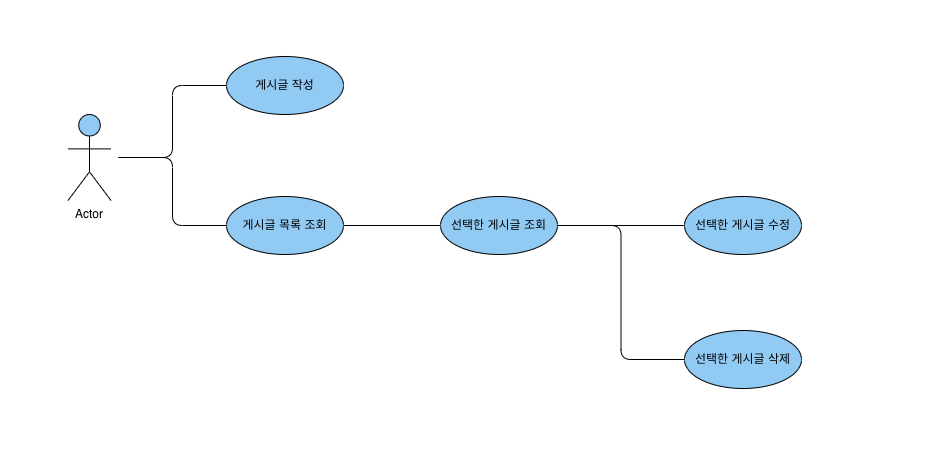 게시글 작성
Actor
게시글 목록 조회
선택한 게시글 조회
선택한 게시글 수정
선택한 게시글 삭제